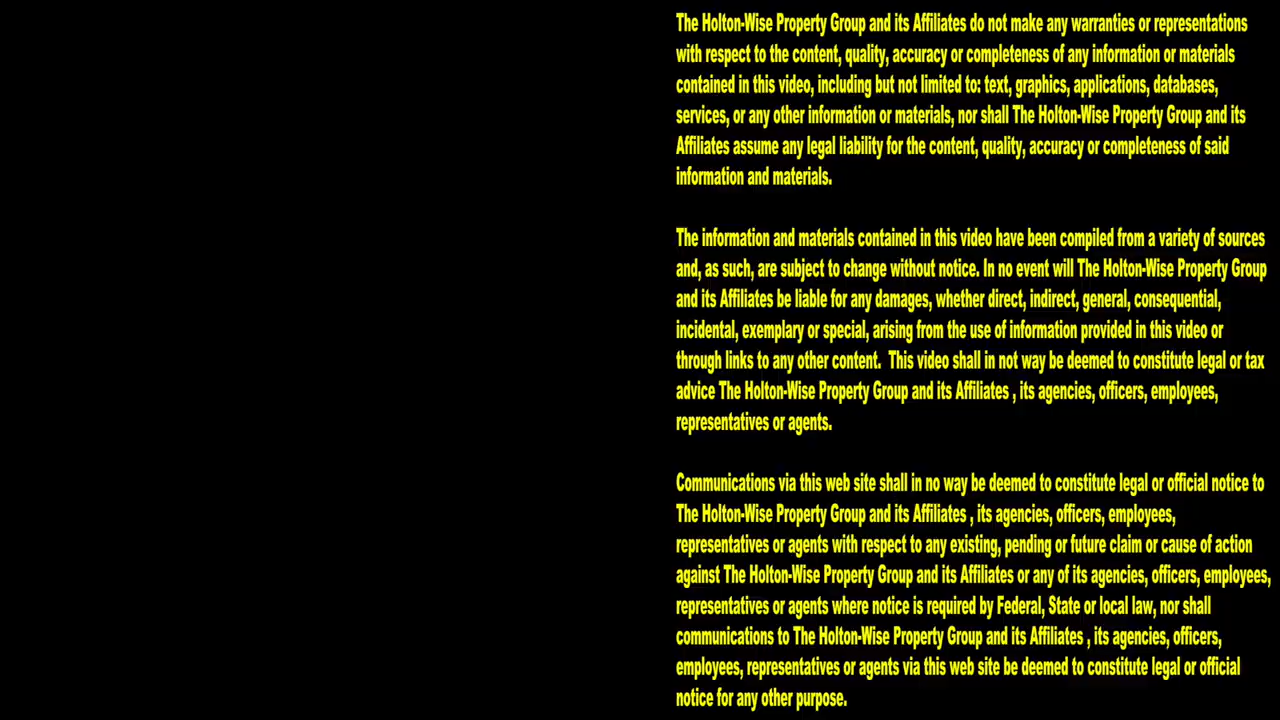 The Holton-Wise Property Group and its Affiliates do not make any warranties or representations
with respect to the content, quality, accuracy or completeness of any information or materials
contained in this video, including but not limited to: text, graphics, applications, databases,
services, or any other information or materials, nor shall The Holton-Wise Property Group and its
Affiliates assume any legal liability for the content, quality, accuracy or completeness of said
information and materials.
The information and materials contained in this video have been compiled from a variety of sources
and, as such, are subject to change without notice. In no event will The Holton-Wise Property Group
and its Affiliates be liable for any damages, whether direct, indirect, general, consequential,
incidental, exemplary or special, arising from the use of information provided in this video or
through links to any other content.  This video shall in not way be deemed to constitute legal or tax
advice The Holton-Wise Property Group and its Affiliates , its agencies, officers, employees,
representatives or agents.
Communications via this web site shall in no way be deemed to constitute legal or official notice to
The Holton-Wise Property Group and its Affiliates , its agencies, officers, employees,
representatives or agents with respect to any existing, pending or future claim or cause of action
against The Holton-Wise Property Group and its Affiliates or any of its agencies, officers, employees,
representatives or agents where notice is required by Federal, State or local law, nor shall
communications to The Holton-Wise Property Group and its Affiliates , its agencies, officers,
employees, representatives or agents via this web site be deemed to constitute legal or official
notice for any other purpose.